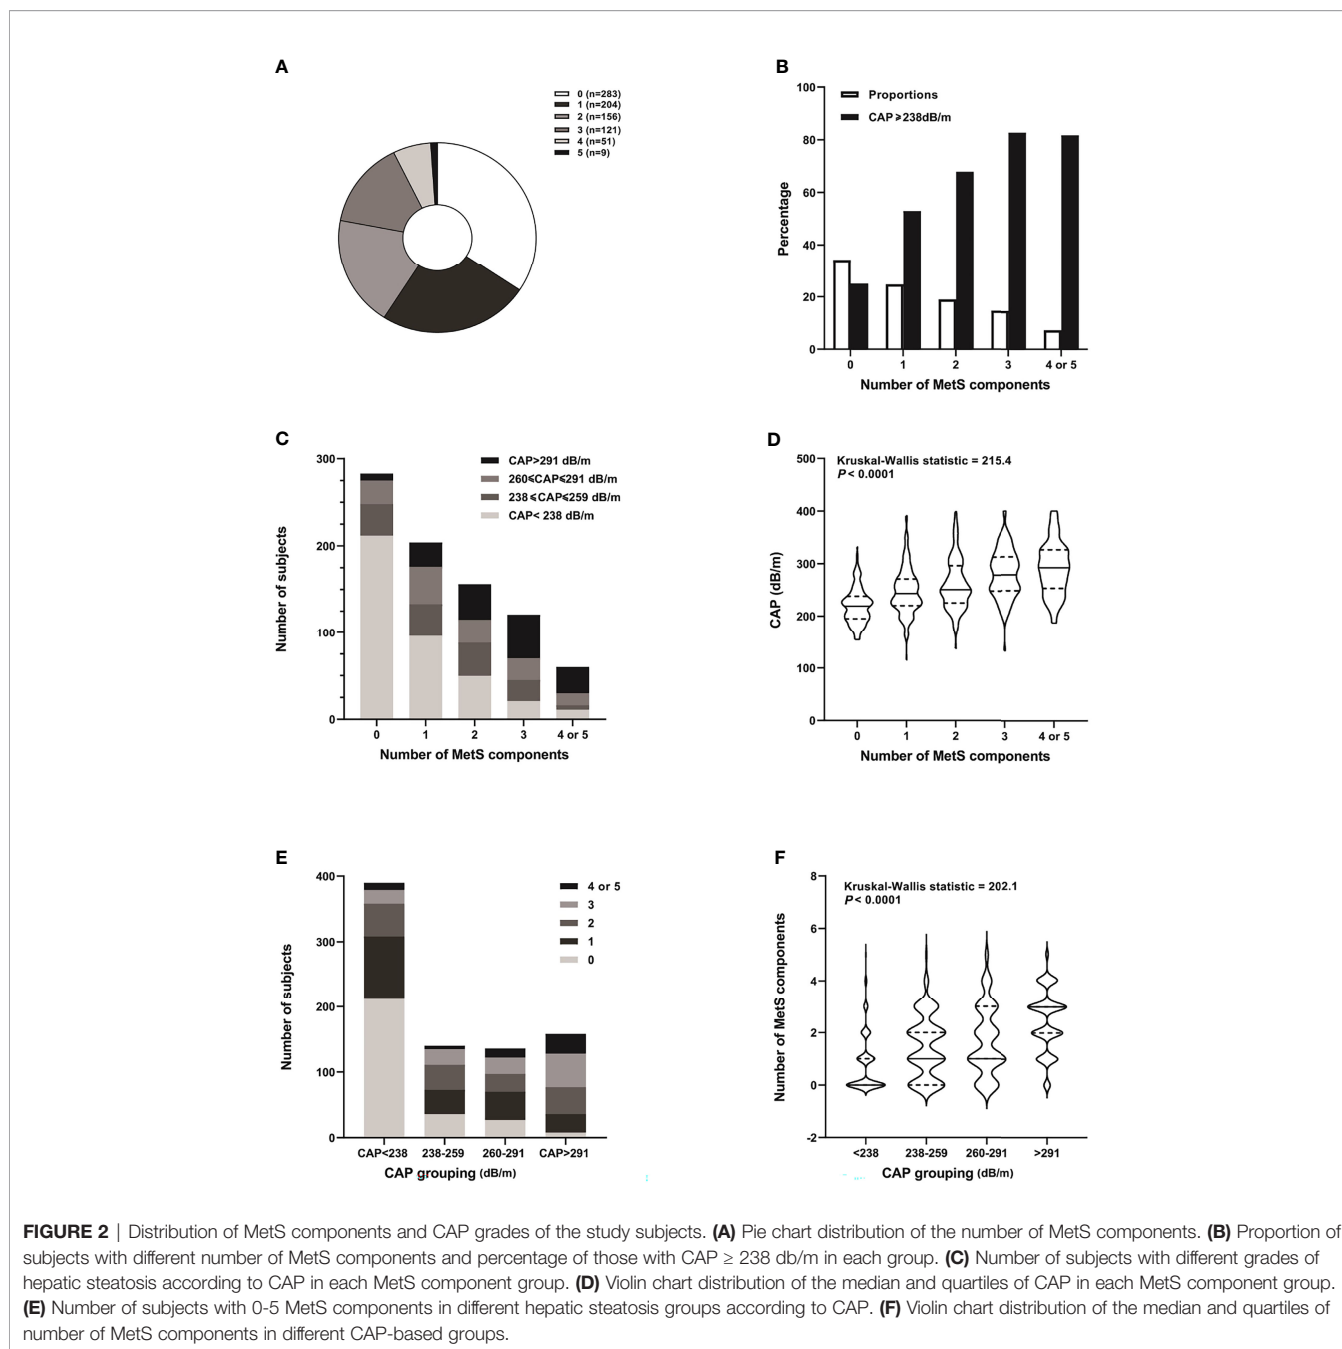 A
0 (n=283)
1 (n=204)
2 (n=156)
3 (n=121)
4 (n=51)
5 (n=9)
B
100
80
60
40
20
0
Percentage
Proportions
CAP⩾238dB/m
0 1 2 3 4 or 5
Number of MetS components
C
300
200
100
0
Number of subjects
CAP>291 dB/m
260⩽CAP⩽291 dB/m
238⩽CAP⩽259 dB/m
CAP< 238 dB/m
0 1 2 3 4 or 5
Number of MetS components
D
500
400
300
200
100
0
CAP (dB/m)
Kruskal-Wallis statistic = 215.4
P < 0.0001
0 1 2 3 4 or 5
Number of MetS components
E
400
300
200
100
0
Number of subjects
4 or 5
3
2
1
0
CAP<238 238-259 260-291 CAP>291
CAP grouping (dB/m)
F
8
6
4
2
0
-2
Number of MetS components
Kruskal-Wallis statistic = 202.1
P < 0.0001
<238 238-259 260-291 >291
CAP grouping (dB/m)
FIGURE 2 | Distribution of MetS components and CAP grades of the study subjects. (A) Pie chart distribution of the number of MetS components. (B) Proportion of
subjects with different number of MetS components and percentage of those with CAP ≥ 238 db/m in each group. (C) Number of subjects with different grades of
hepatic steatosis according to CAP in each MetS component group. (D) Violin chart distribution of the median and quartiles of CAP in each MetS component group.
(E) Number of subjects with 0-5 MetS components in different hepatic steatosis groups according to CAP. (F) Violin chart distribution of the median and quartiles of
number of MetS components in different CAP-based groups.